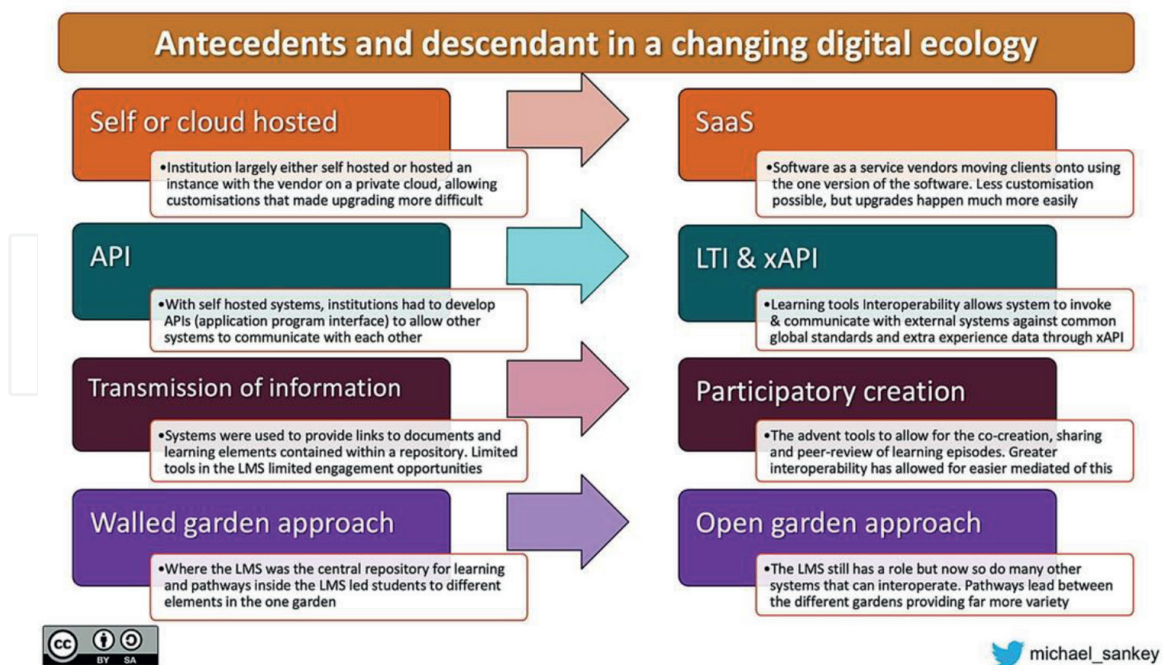 Antecedents and descendant in a changing digital ecology
Self or cloud hosted
•Institution largely either self hosted or hosted an
instance with the vendor on a private cloud, allowing
customisations that made upgrading more difficult
SaaS
•Software as a service vendors moving clients onto using
the one version of the software. Less customisation
possible, but upgrades happen much more easily
API
•With self hosted systems, institutions had to develop
APIs (application program interface) to allow other
systems to communicate with each other
LTI & xAPI
•Learning tools Interoperability allows system to invoke
& communicate with external systems against common
global standards and extra experience data through xAPI
Transmission of information
•Systems were used to provide links to documents and
learning elements contained within a repository. Limited
tools in the LMS limited engagement opportunities
Participatory creation
•The advent tools to allow for the co-creation, sharing
and peer-review of learning episodes. Greater
interoperability has allowed for easier mediated of this
Walled garden approach
•Where the LMS was the central repository for learning
and pathways inside the LMS led students to different
elements in the one garden
Open garden approach
•The LMS still has a role but now so do many other
systems that can interoperate. Pathways lead between
the different gardens providing far more variety
cc
BY SA
michael_sankey